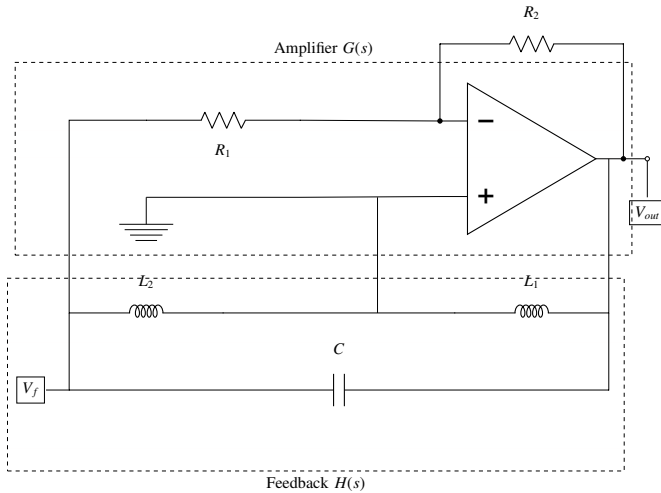 R2
Amplifier G(s)
R1
−
+
Vout
L2
L1
C
Vf
Feedback H(s)